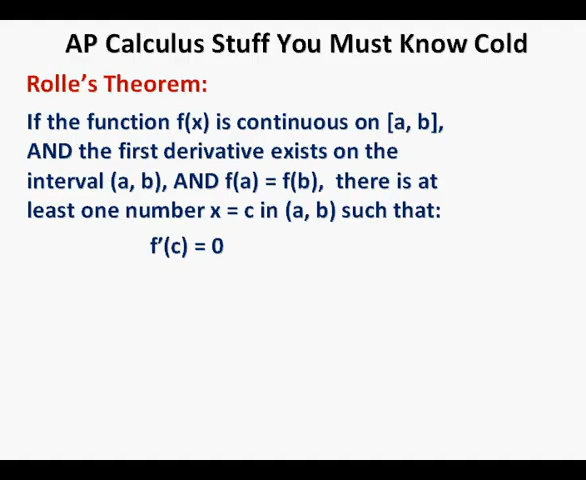 AP Calculus Stuff You Must Know Cold
Rolle’s Theorem:
If the function f(x) is continuous on [a, b],
AND the first derivative exists on the
interval (a, b), AND f(a) = f(b),  there is at
least one number x = c in (a, b) such that:
f’(c) = 0